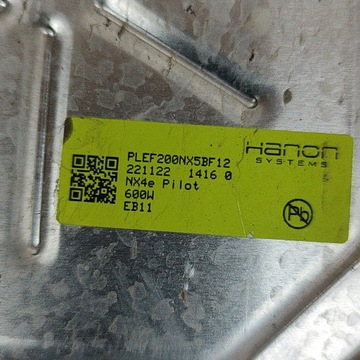 Hanon
SYSTEMS
PLEF200NX5BF12
221122 1416 0
NX4e Pilot
600W
EB11
Pb